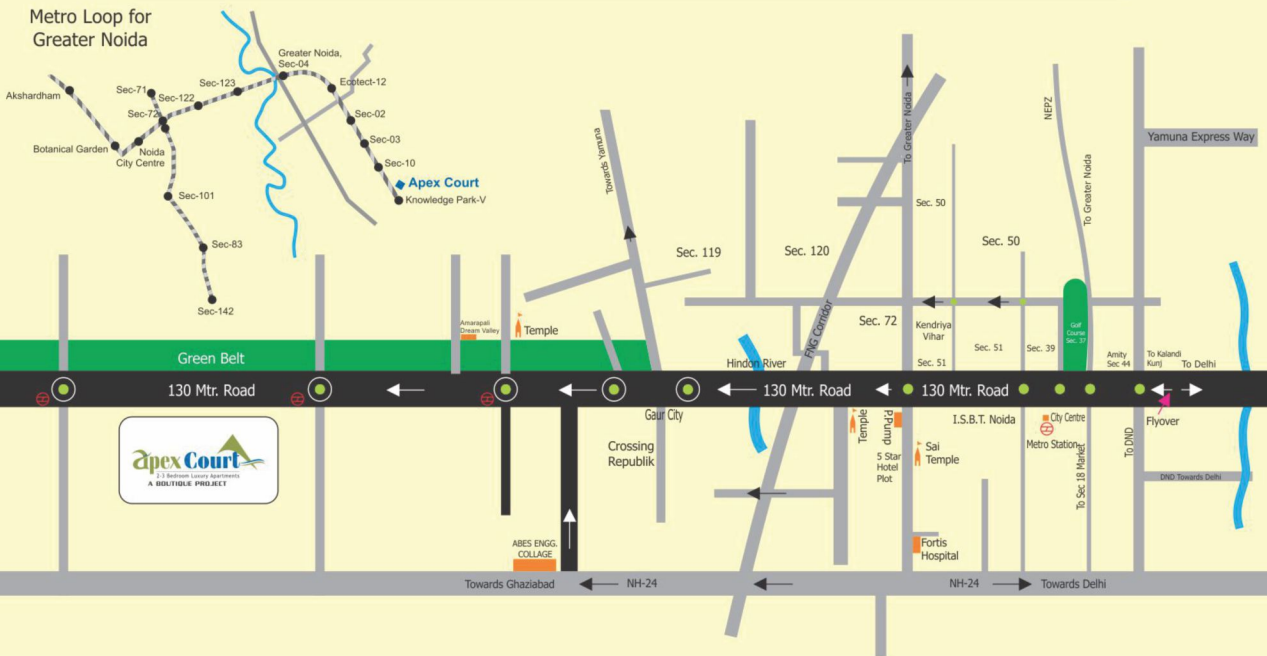 Metro Loop for
Greater Noida
Greater Noida,
Sec-04
Akshardham
Sec-71
Sec-122
Sec-123
Ecotect-12
Sec-72
Sec-02
Botanical Garden
Noida
City Centre
Sec-03
Sec-10
Apex Court
Knowledge Park-V
Sec-101
Sec-83
Sec-142
Towards Yamuna
To Greater Noida
NEPZ
To Greater Noida
Yamuna Express Way
Sec. 50
Sec. 50
Sec. 119
Sec. 120
FNG Corridor
Sec. 72
Kendriya
Vihar
Sec. 51
Sec. 51
Sec. 39
Golf
Course
Sec. 37
Amity
Sec 44
To Kalandi
Kunj
To Delhi
Amarapali
Dream Valley
Temple
Green Belt
Hindon River
130 Mtr. Road
130 Mtr. Road
130 Mtr. Road
Gaur City
Crossing
Republik
Temple
P.Pump
5 Star
Hotel
Plot
Sai
Temple
I.S.B.T. Noida
City Centre
Metro Station
To Sec 18 Market
To DND
Flyover
DND Towards Delhi
apex Court
2-3 Bedroom Luxury Apartments
A BOUTIQUE PROJECT
ABES ENGG.
COLLAGE
Fortis
Hospital
Towards Ghaziabad
NH-24
NH-24
Towards Delhi